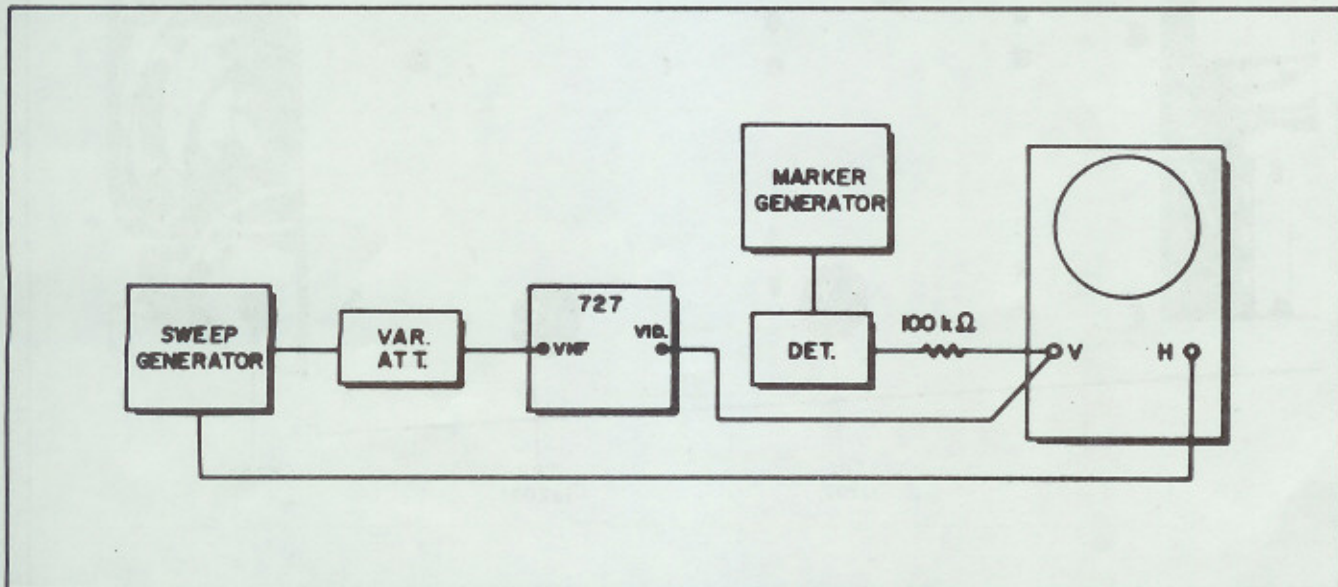 MARKER
GENERATOR
727
SWEEP
GENERATOR
VAR.
ATT.
VHF
VID.
DET.
100 kΩ
V
H